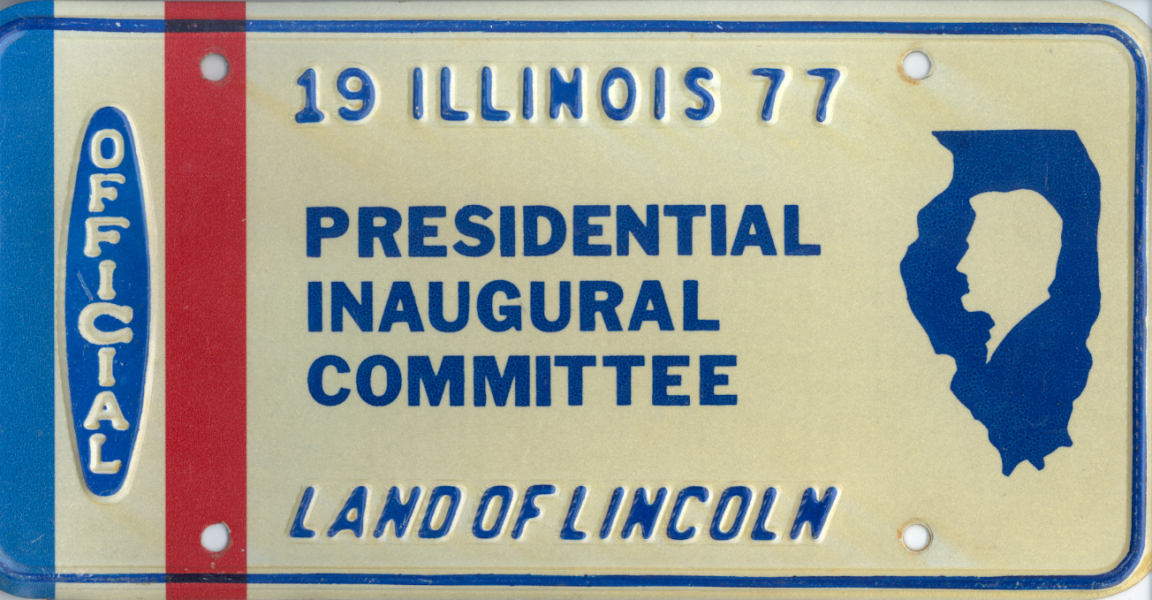 OFFICIAL
19 ILLINOIS 77
PRESIDENTIAL
INAUGURAL
COMMITTEE
LAND OF LINCOLN